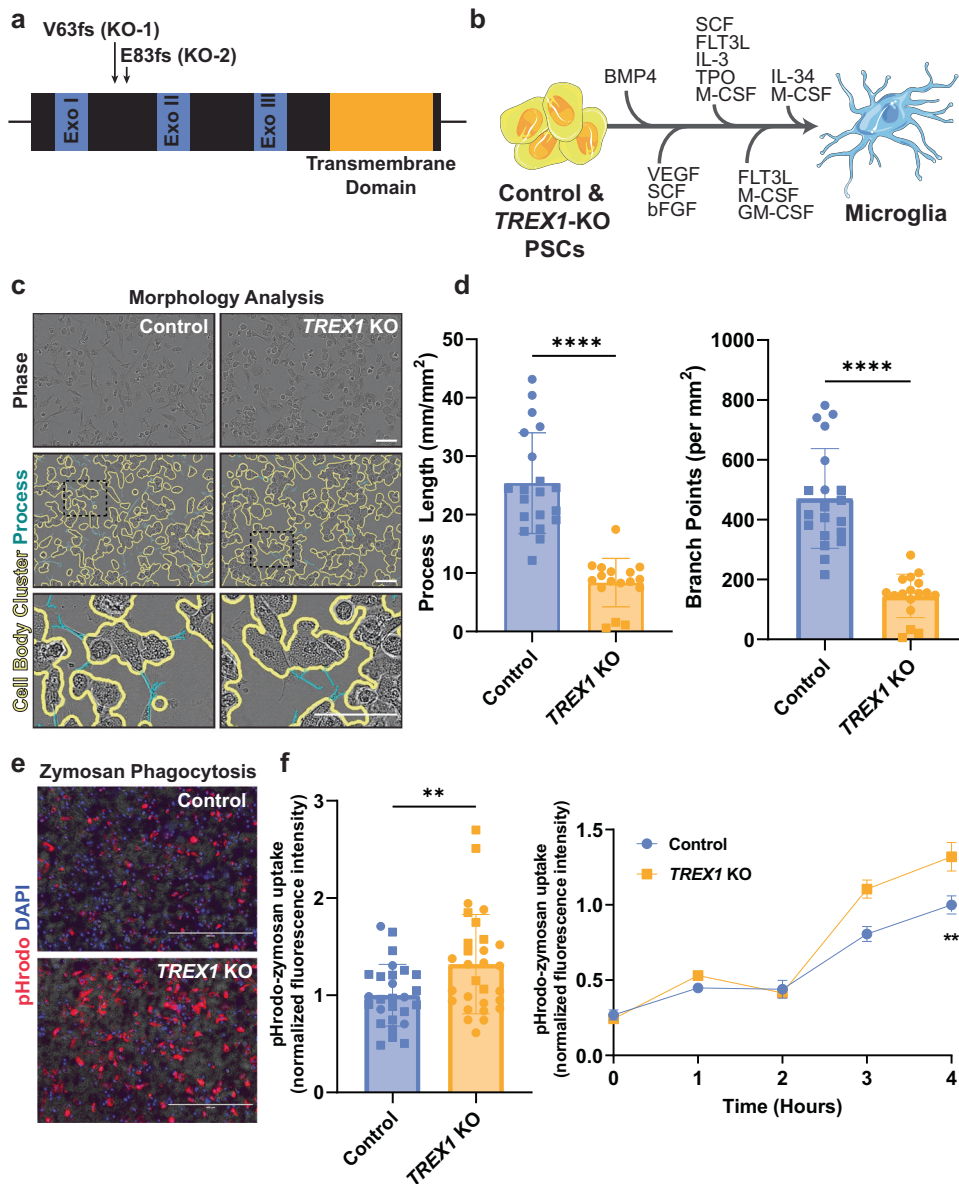 a
V63fs (KO-1)
E83fs (KO-2)
Exo I
Exo II
Exo III
Transmembrane
Domain
b
BMP4
SCF
FLT3L
IL-3
TPO
M-CSF
IL-34
M-CSF
VEGF
SCF
bFGF
FLT3L
M-CSF
GM-CSF
Control &
TREX1-KO
PSCs
Microglia
c
Morphology Analysis
Control
TREX1 KO
Phase
Cell Body Cluster Process
d
Process Length (mm/mm²)
50
40
30
20
10
0
****
Control
TREX1 KO
Branch Points (per mm²)
1000
800
600
400
200
0
****
Control
TREX1 KO
e
Zymosan Phagocytosis
Control
TREX1 KO
pHrodo DAPI
f
pHrodo-zymosan uptake
(normalized fluorescence intensity)
3
2
1
0
**
Control
TREX1 KO
pHrodo-zymosan uptake
(normalized fluorescence intensity)
1.5
1.0
0.5
0.0
Control
TREX1 KO
**
0
1
2
3
4
Time (Hours)